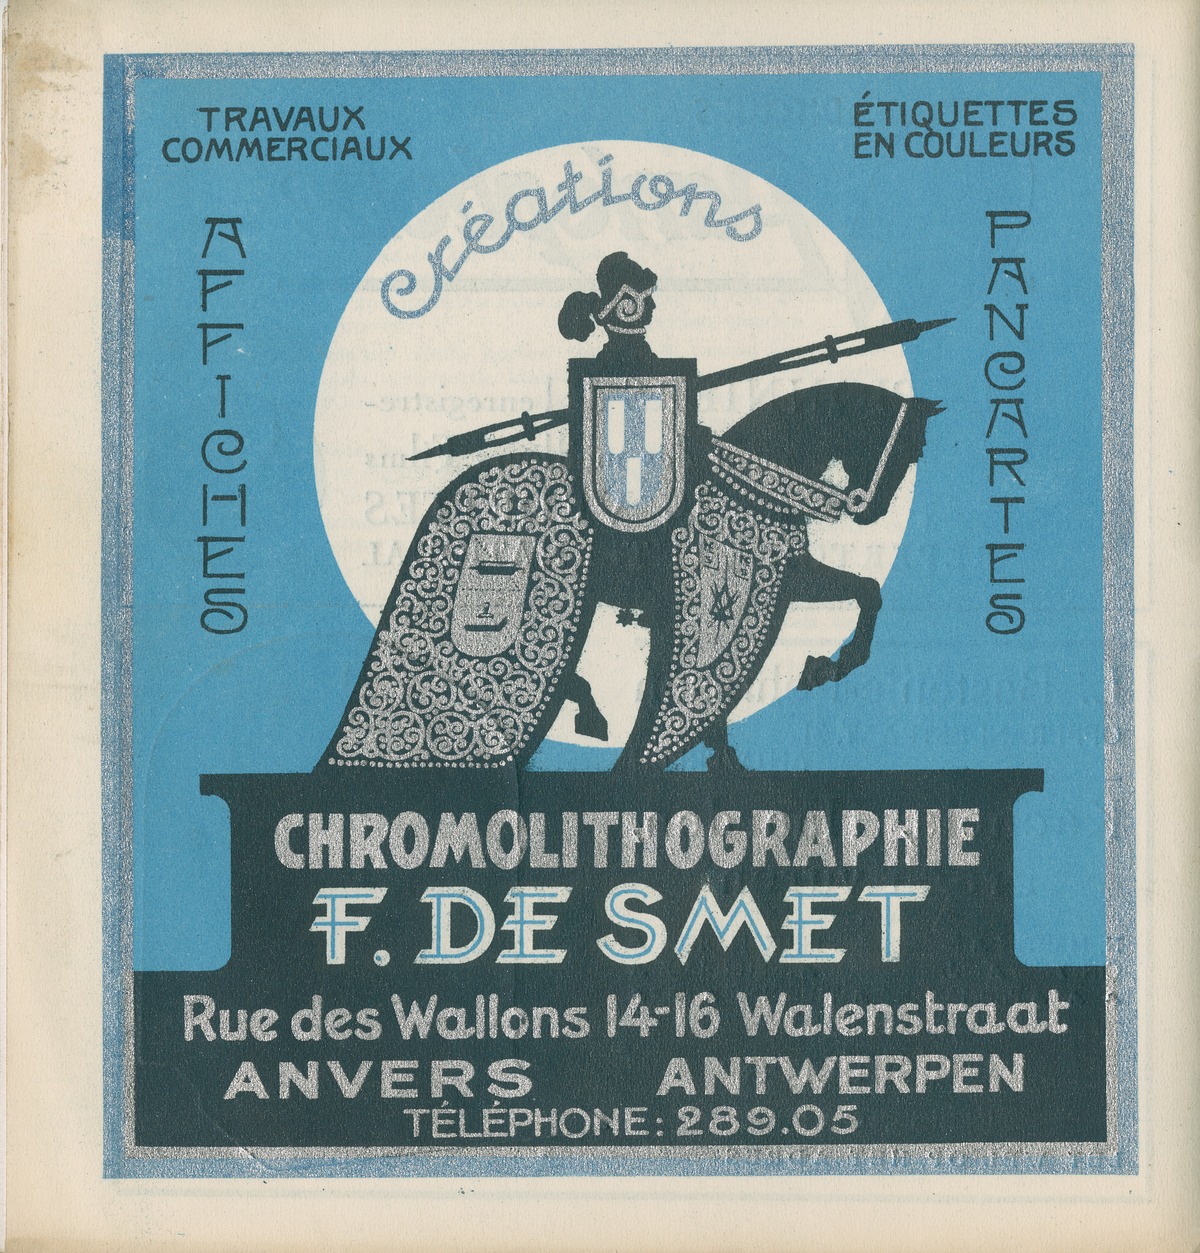 TRAVAUX
COMMERCIAUX
ÉTIQUETTES
EN COULEURS
créations
AFFICHES
PANCARTES
CHROMOLITHOGRAPHIE
F. DE SMET
Rue des Wallons 14-16 Walenstraat
ANVERS ANTWERPEN
TÉLÉPHONE: 289.05